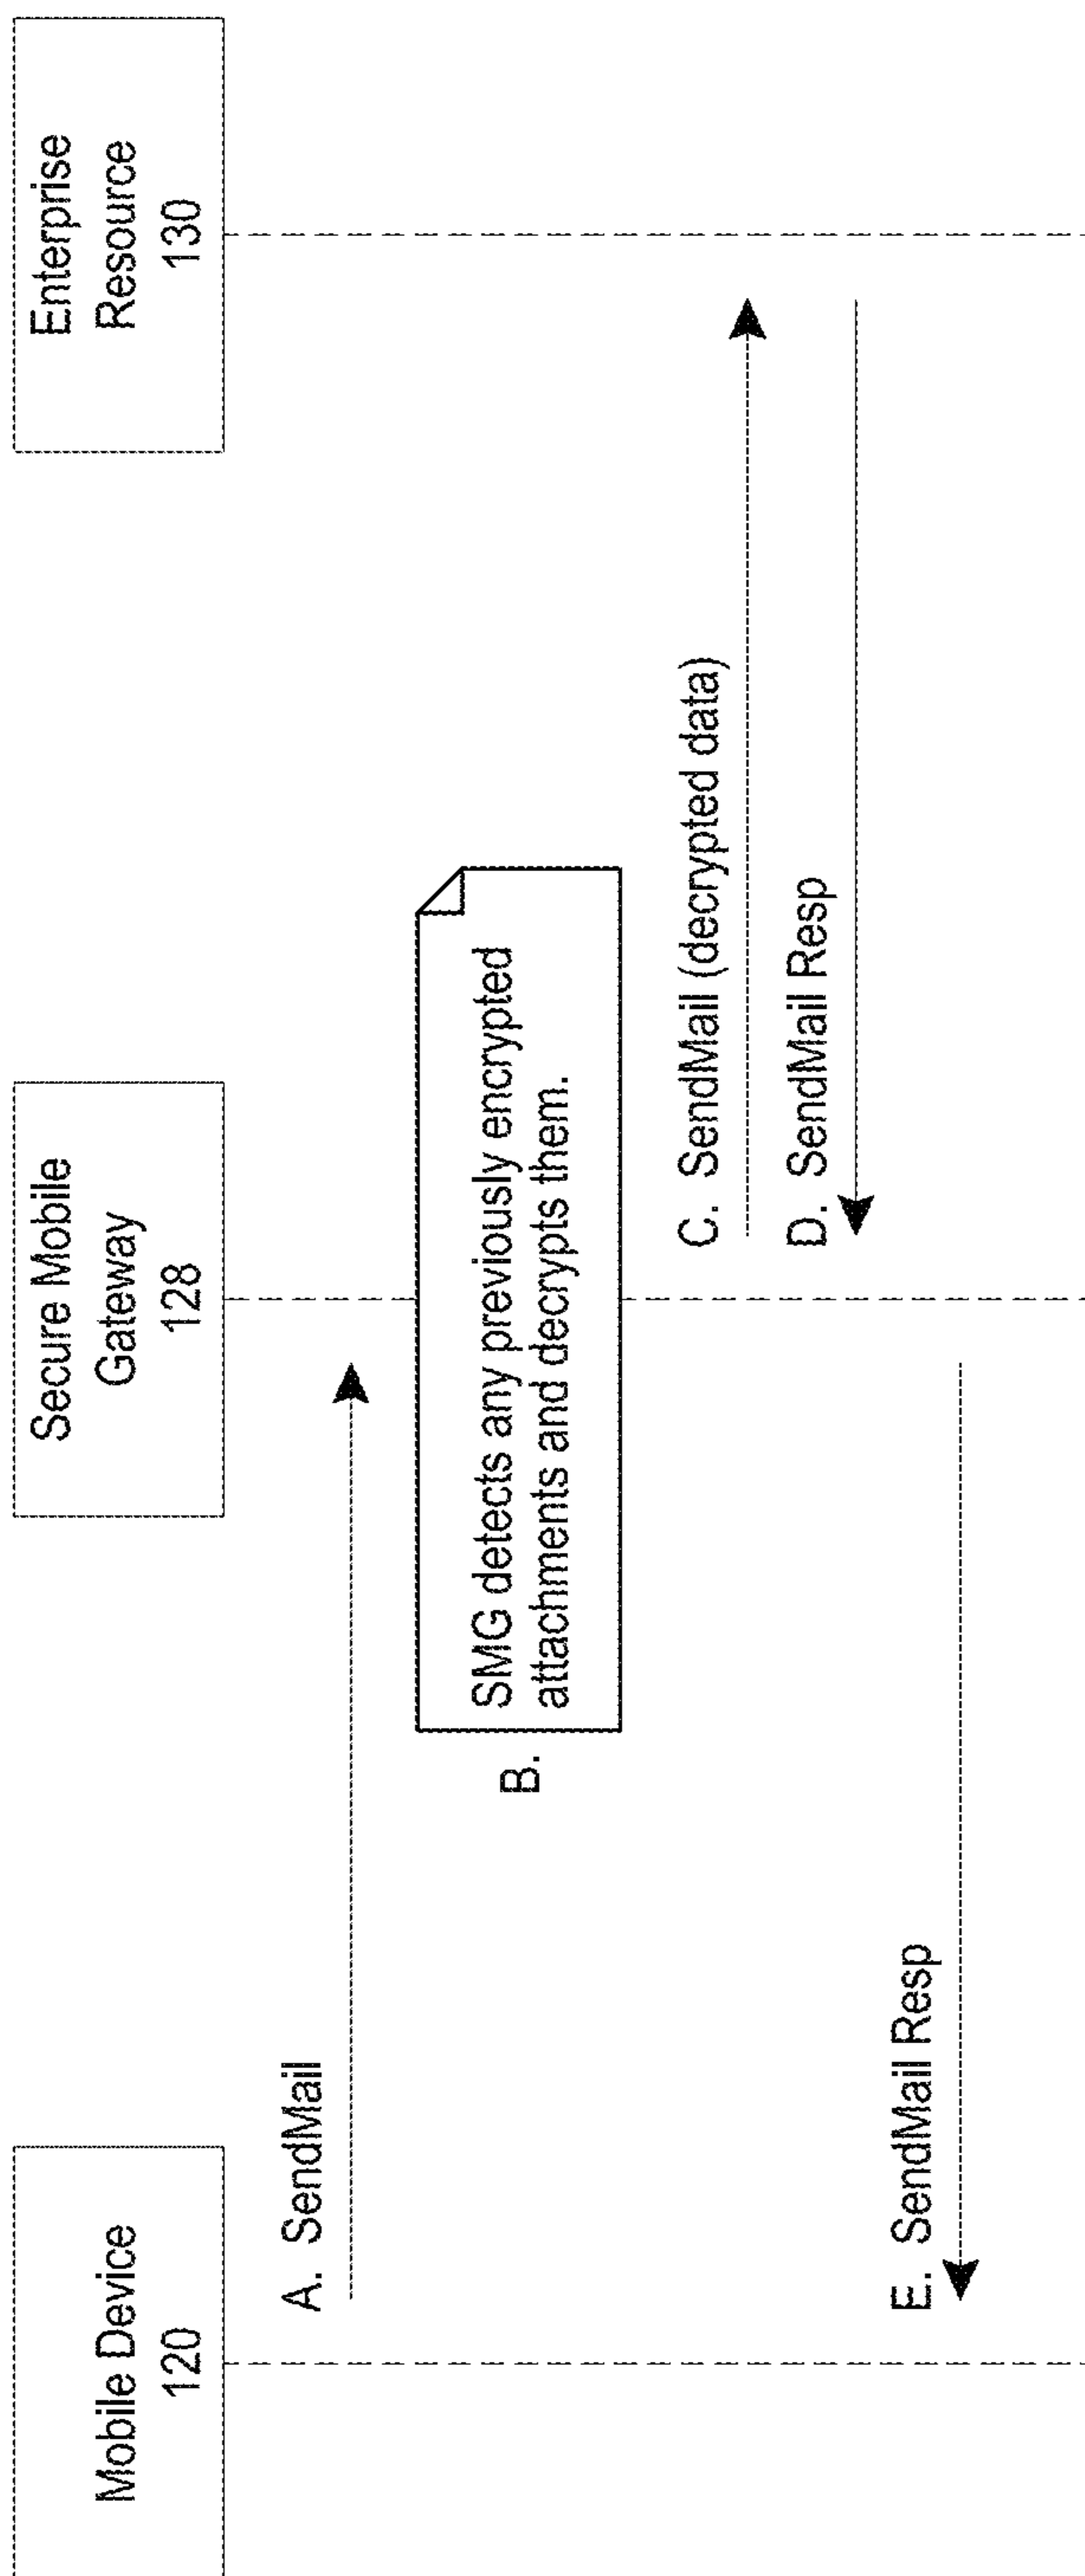 Mobile Device
120
Secure Mobile
Gateway
128
Enterprise
Resource
130
A. SendMail
B.
SMG detects any previously encrypted
attachments and decrypts them.
C. SendMail (decrypted data)
D. SendMail Resp
E. SendMail Resp